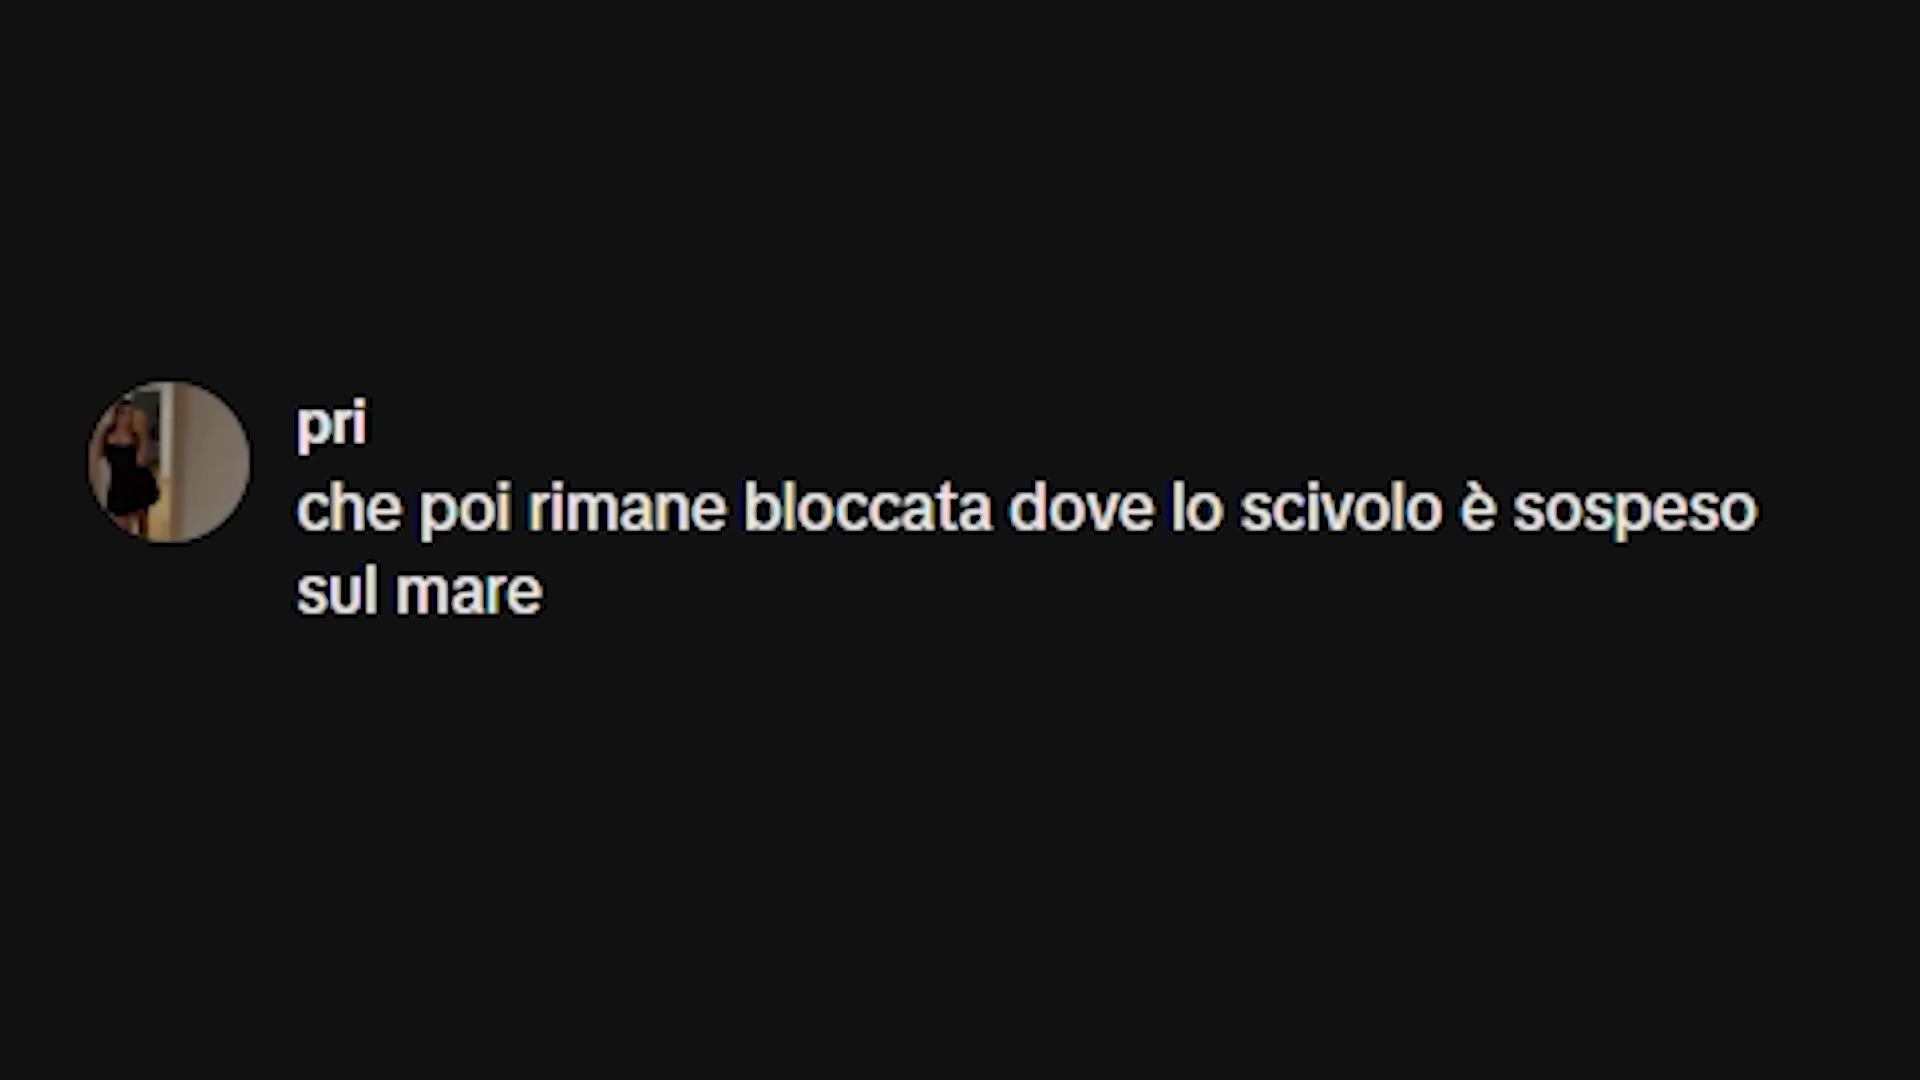 pri
che poi rimane bloccata dove lo scivolo è sospeso
sul mare